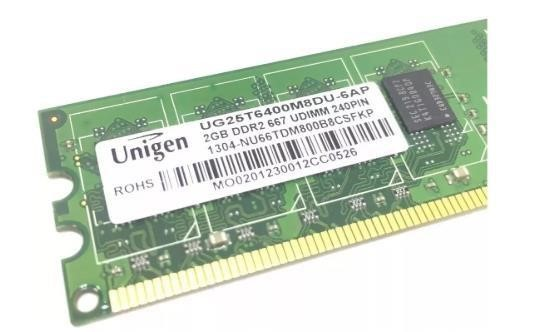 UG25T6400M8DU-6AP
2GB DDR2 667 UDIMM 240PIN
1304-NU66TDM800B8CSFKP
Unigen
ROHS
MO0201230012CC0526